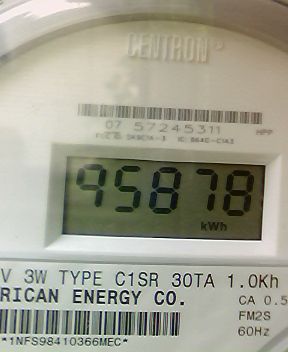 CENTRON®
07 57245311 HPP
95878
kWh
V 3W TYPE C1SR 30TA 1.0Kh
RICAN ENERGY CO.
CA 0.5
FM2S
60Hz
*1NFS98410366MEC*